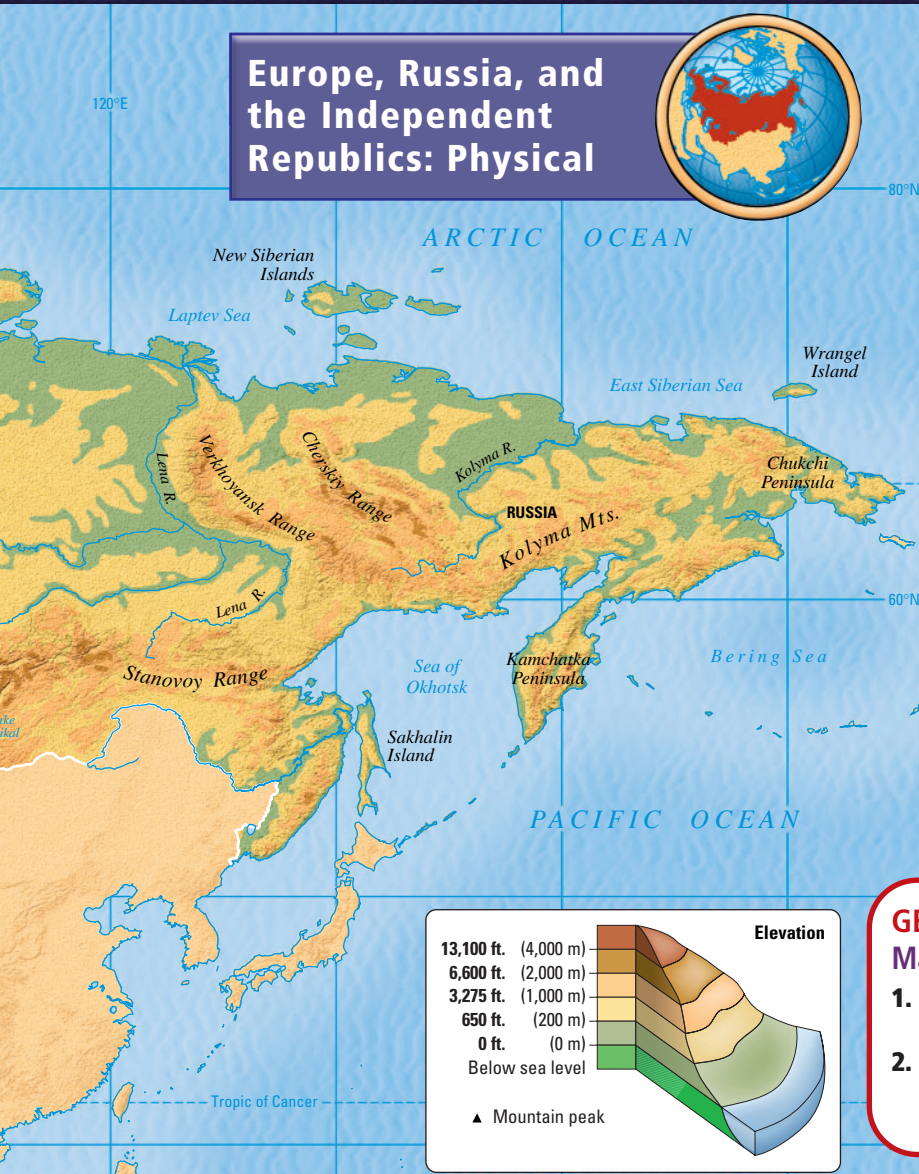 Europe, Russia, and
the Independent
Republics: Physical
120°E
80°N
ARCTIC OCEAN
New Siberian
Islands
Laptev Sea
Wrangel
Island
East Siberian Sea
Verkhoyansk Range
Cherskiy Range
Kolyma R.
Chukchi
Peninsula
Lena R.
RUSSIA
Kolyma Mts.
Lena R.
60°N
Stanovoy Range
Sea of
Okhotsk
Kamchatka
Peninsula
Bering Sea
Sakhalin
Island
PACIFIC OCEAN
Elevation
13,100 ft. (4,000 m)
6,600 ft. (2,000 m)
3,275 ft. (1,000 m)
650 ft. (200 m)
0 ft. (0 m)
Below sea level
▲ Mountain peak
Tropic of Cancer
1.
2.